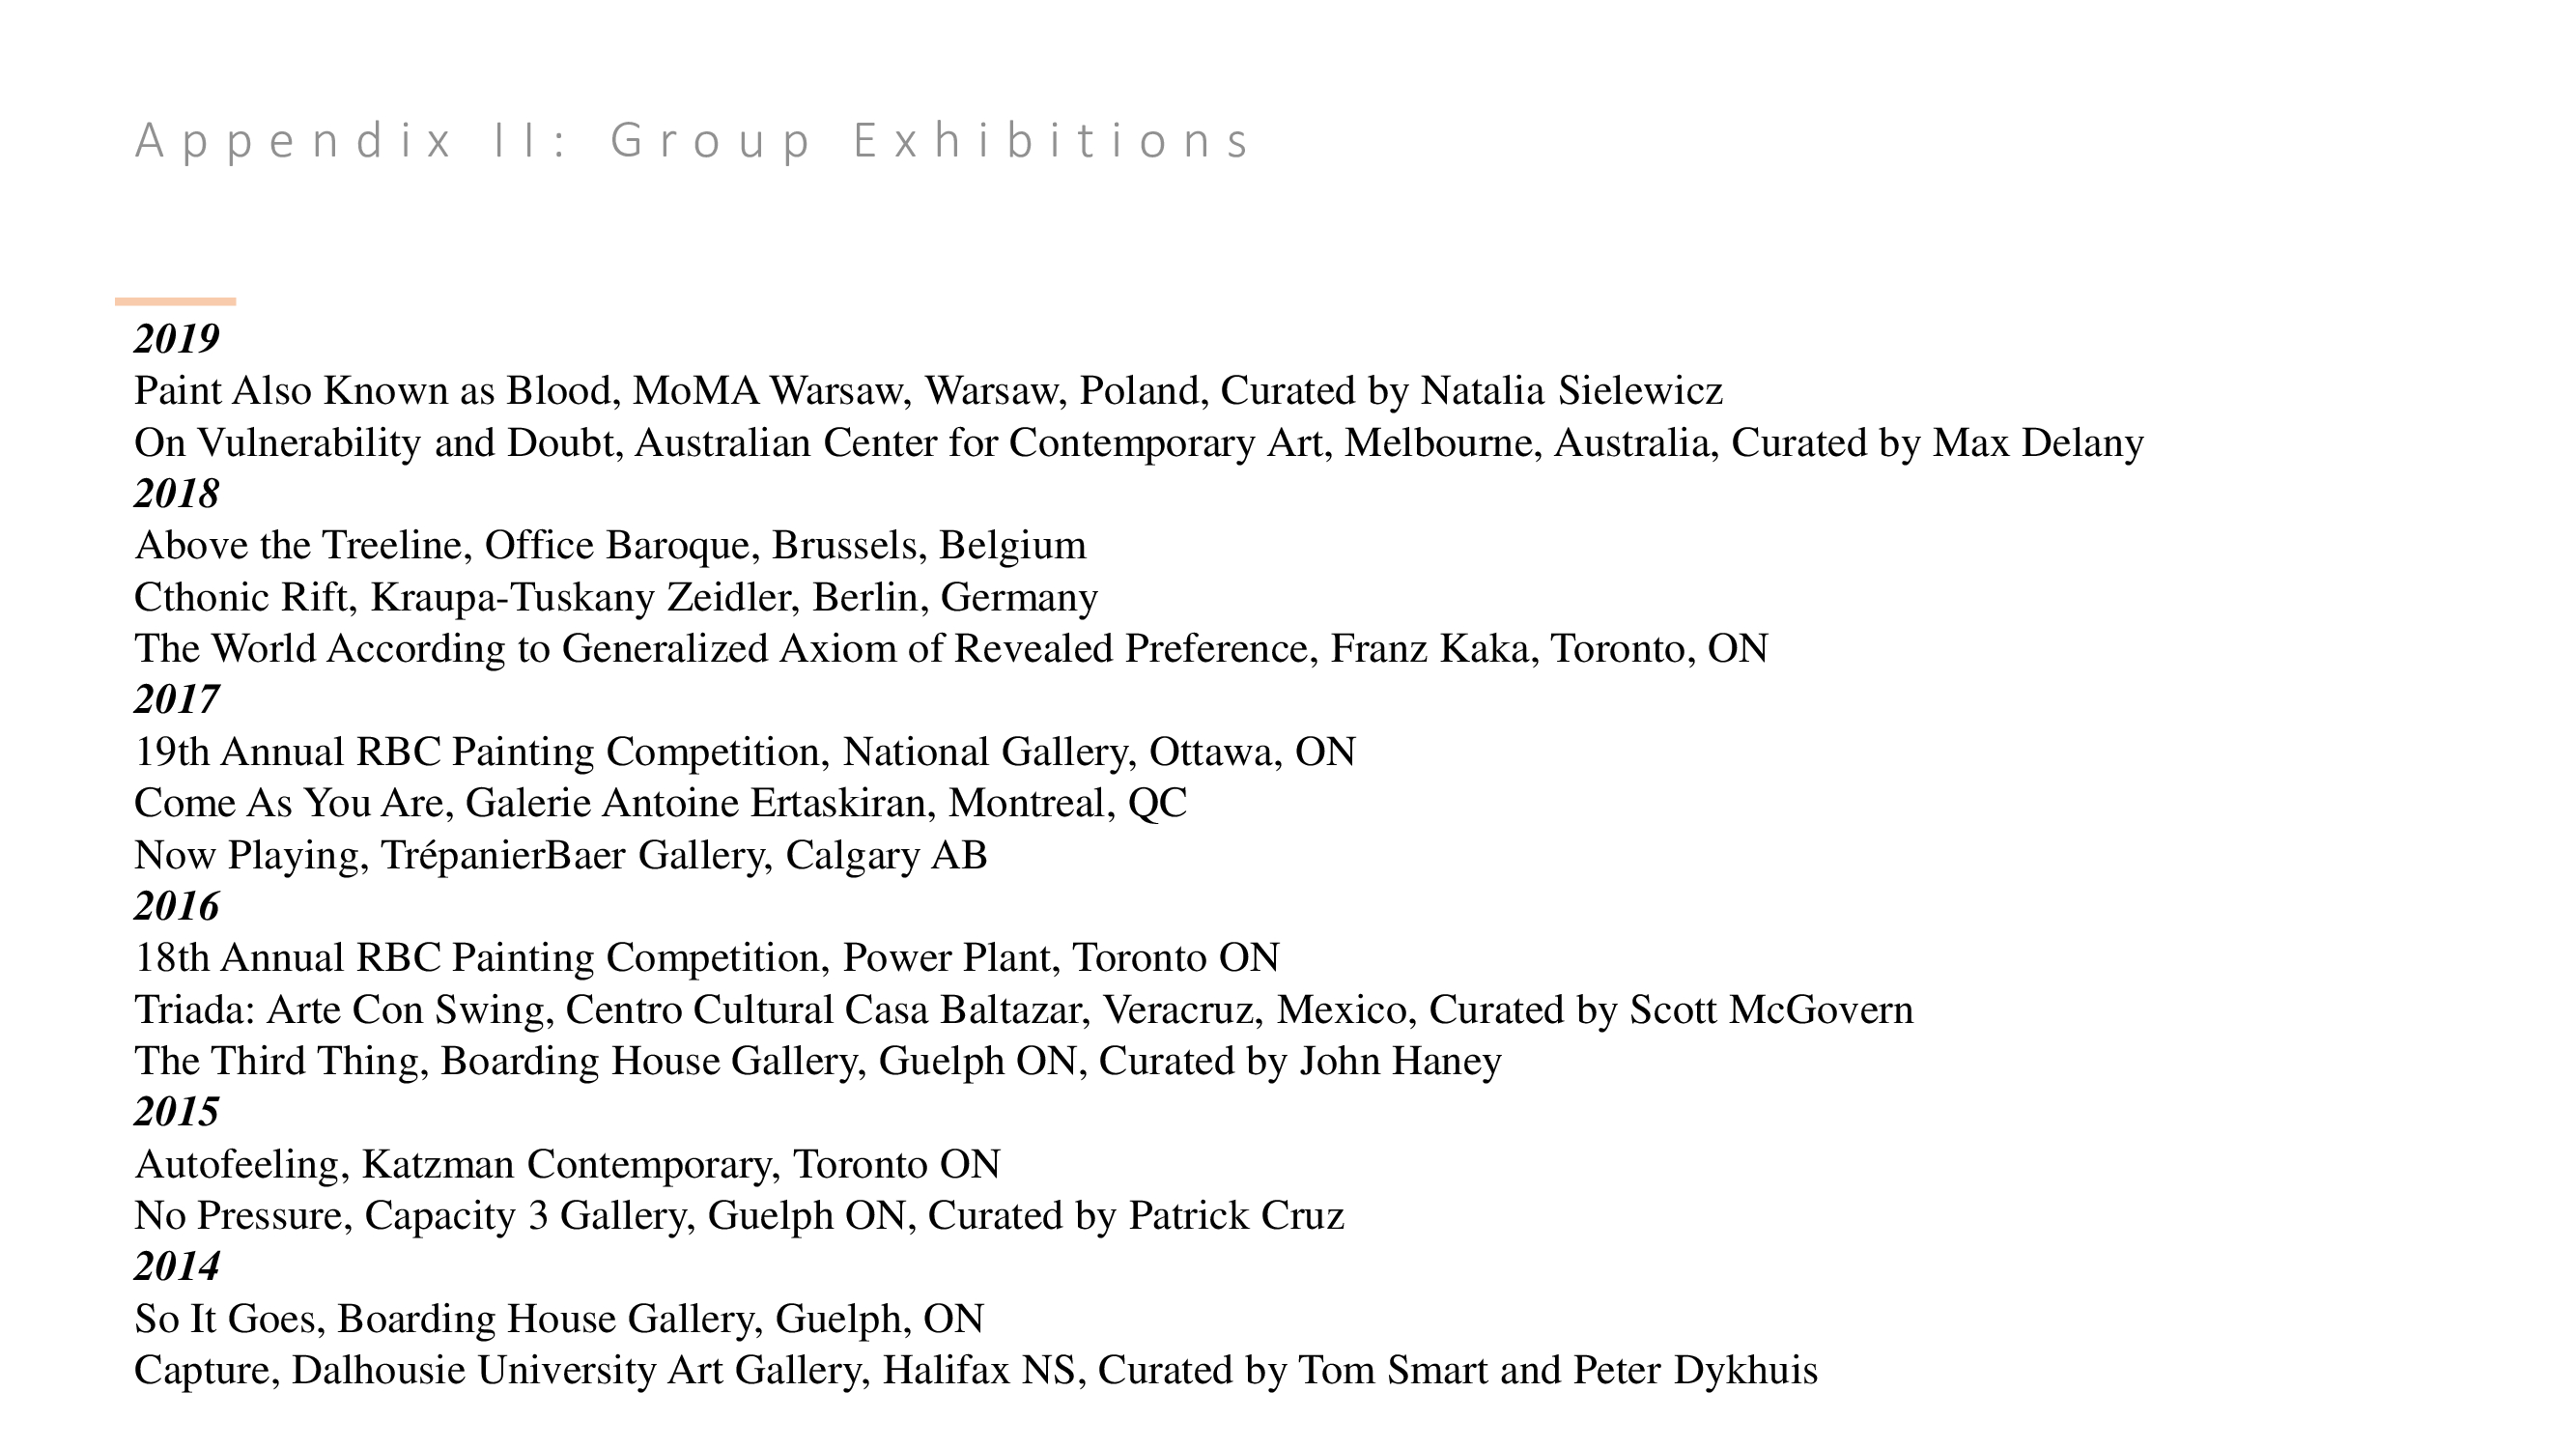 Appendix II: Group Exhibitions
2019
Paint Also Known as Blood, MoMA Warsaw, Warsaw, Poland, Curated by Natalia Sielewicz
On Vulnerability and Doubt, Australian Center for Contemporary Art, Melbourne, Australia, Curated by Max Delany
2018
Above the Treeline, Office Baroque, Brussels, Belgium
Cthonic Rift, Kraupa-Tuskany Zeidler, Berlin, Germany
The World According to Generalized Axiom of Revealed Preference, Franz Kaka, Toronto, ON
2017
19th Annual RBC Painting Competition, National Gallery, Ottawa, ON
Come As You Are, Galerie Antoine Ertaskiran, Montreal, QC
Now Playing, TrépanierBaer Gallery, Calgary AB
2016
18th Annual RBC Painting Competition, Power Plant, Toronto ON
Triada: Arte Con Swing, Centro Cultural Casa Baltazar, Veracruz, Mexico, Curated by Scott McGovern
The Third Thing, Boarding House Gallery, Guelph ON, Curated by John Haney
2015
Autofeeling, Katzman Contemporary, Toronto ON
No Pressure, Capacity 3 Gallery, Guelph ON, Curated by Patrick Cruz
2014
So It Goes, Boarding House Gallery, Guelph, ON
Capture, Dalhousie University Art Gallery, Halifax NS, Curated by Tom Smart and Peter Dykhuis